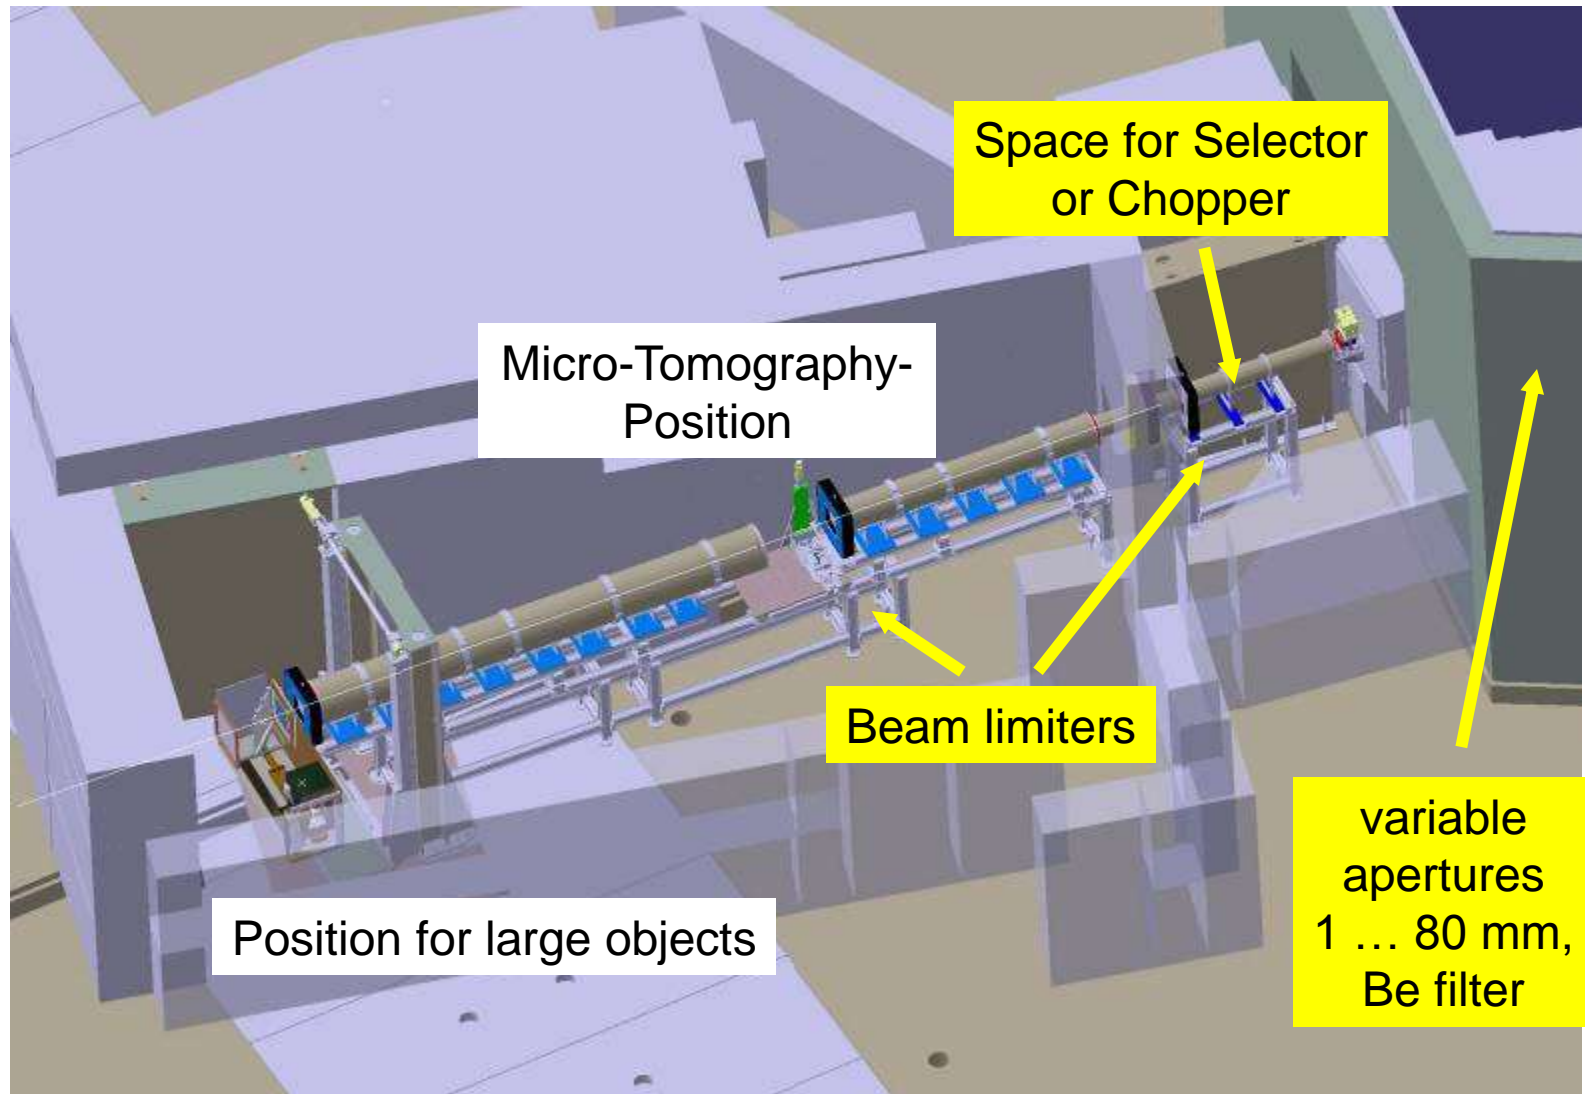 Space for Selector
or Chopper
Micro-Tomography-
Position
Beam limiters
variable
apertures
1 … 80 mm,
Be filter
Position for large objects